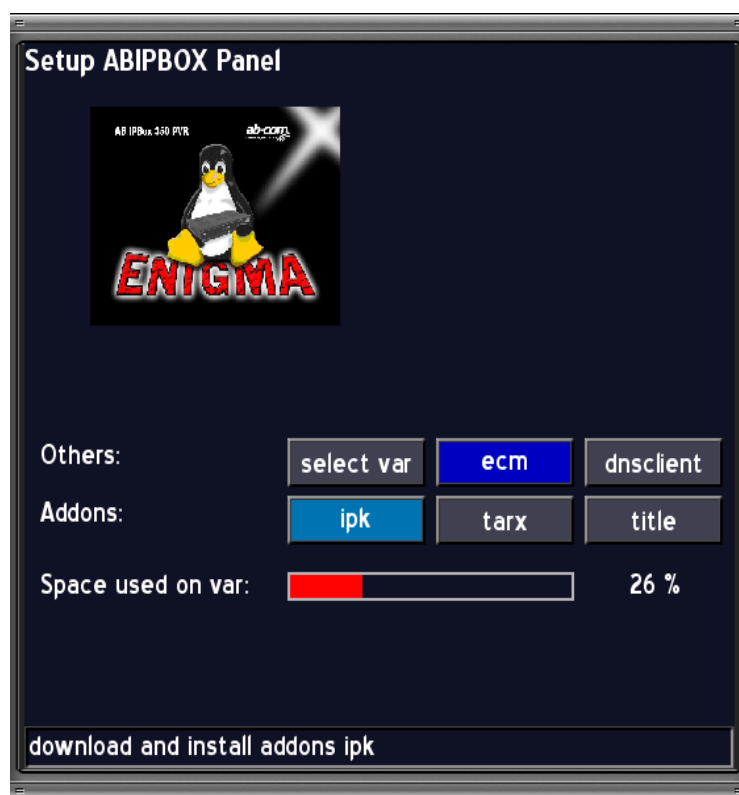 Setup ABIPBOX Panel
AB IPBox 350 PVR
ab-com
ENIGMA
Others:
select var
ecm
dnsclient
Addons:
ipk
tarx
title
Space used on var:
26 %
download and install addons ipk